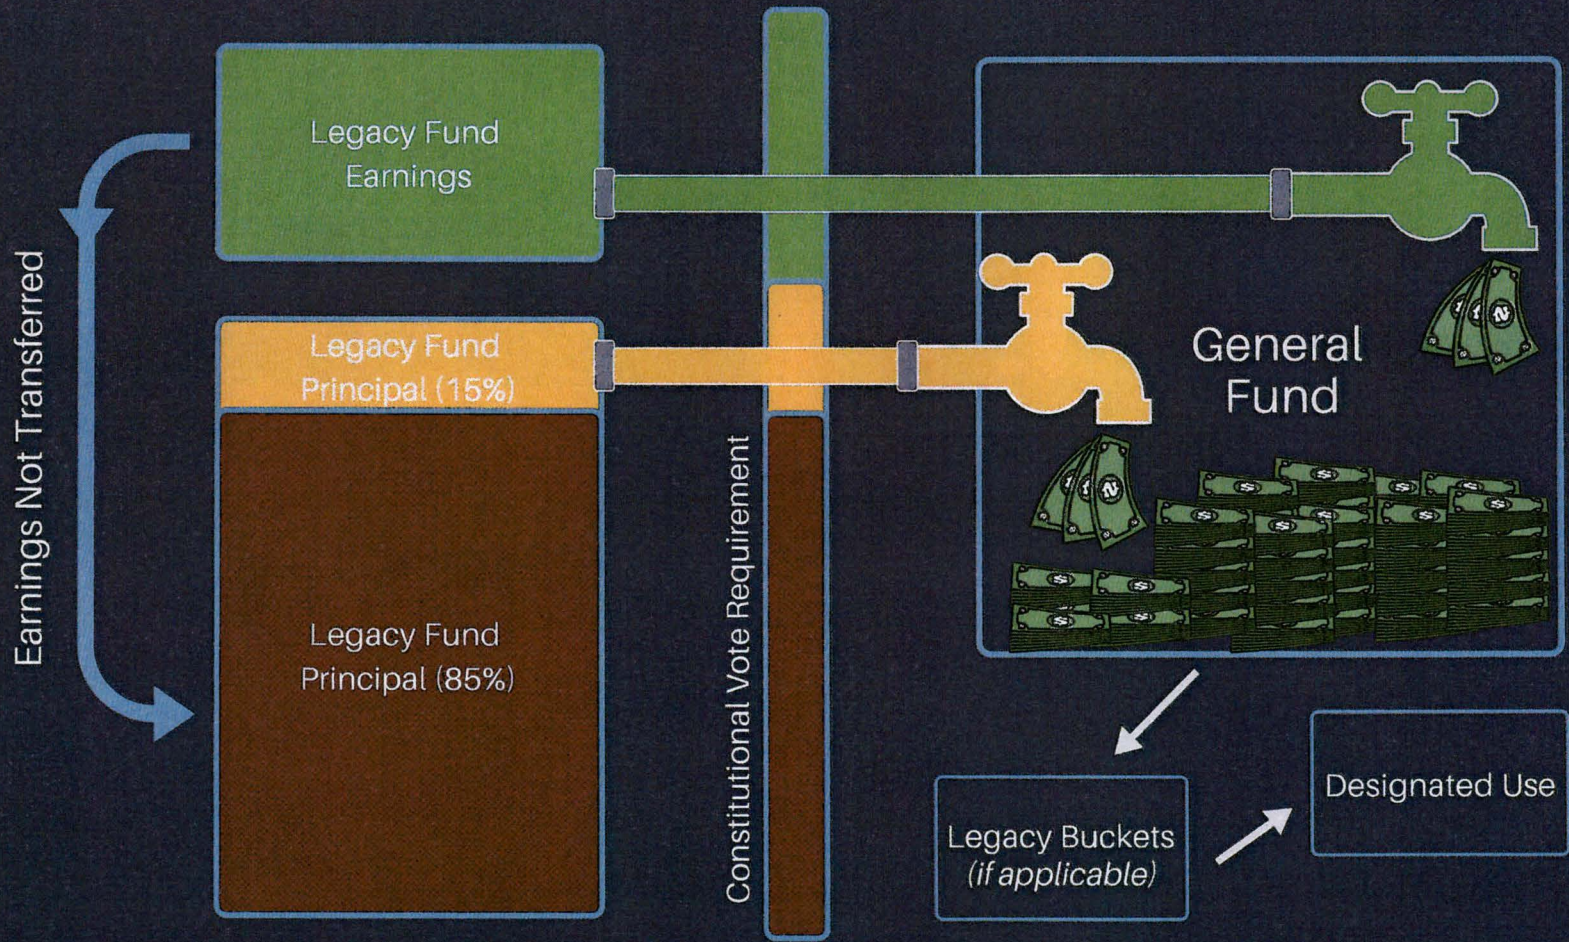 Earnings Not Transferred
Legacy Fund
Earnings
Legacy Fund
Principal (15%)
Legacy Fund
Principal (85%)
Constitutional Vote Requirement
General
Fund
Legacy Buckets
(if applicable)
Designated Use